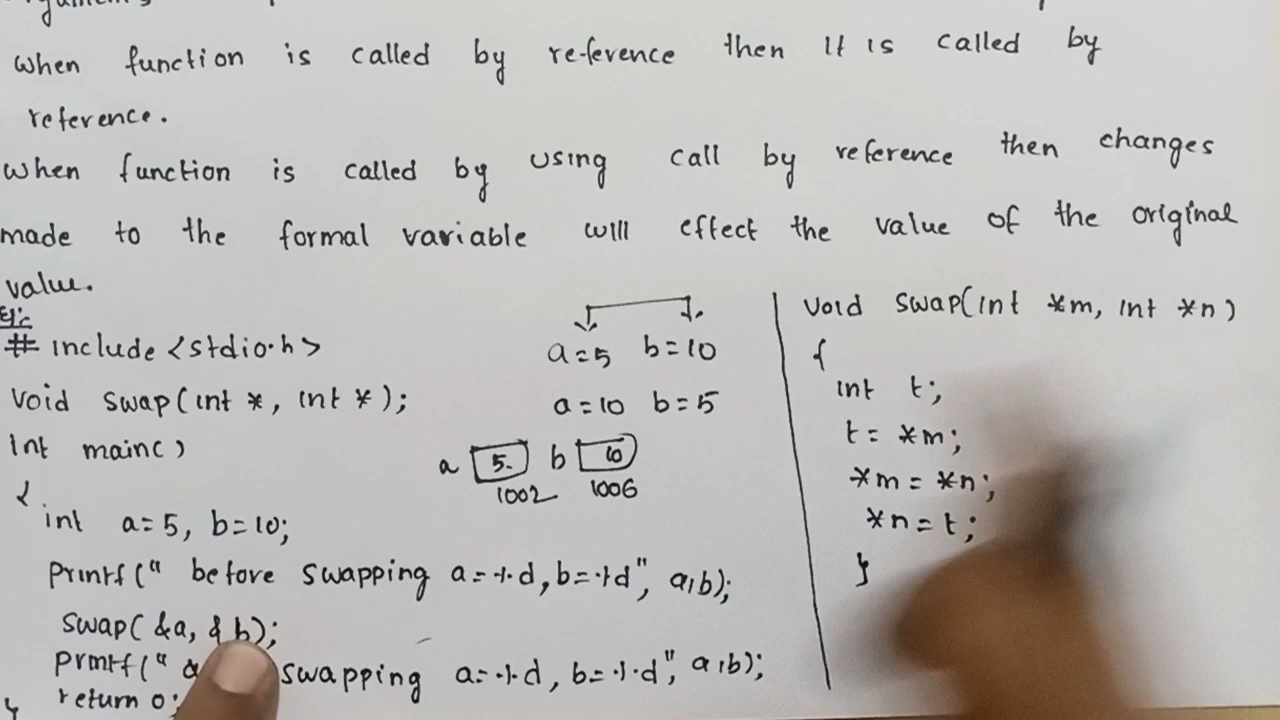 when function is called by reference then it is called by
reference.
when function is called by using call by reference then changes
made to the formal variable will effect the value of the original
value.
Ex:
# include <stdio.h>
void swap(int *, int *);
int main()
{
int a=5, b=10;
printf(" before swapping a=%d, b=%d", a,b);
swap( &a, &b);
printf(" swapping a=%d, b=%d", a,b);
return 0;
}
a=5 b=10
a=10 b=5
a 5. b 10
1002 1006
void swap(int *m, int *n)
{
int t;
t= *m;
*m = *n;
*n = t;
}